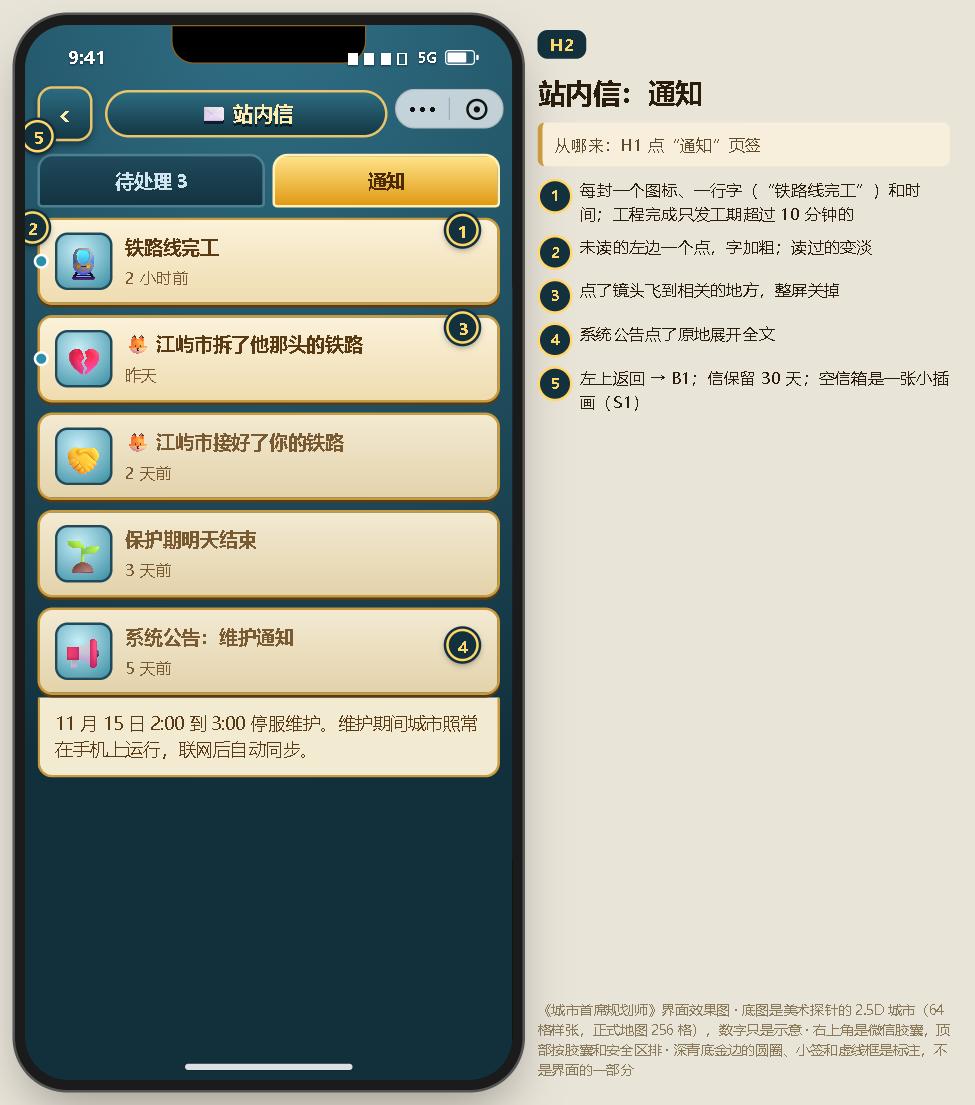 9:41
5G
‹
✉️ 站内信
5
待处理 3
通知
2
铁路线完工
1
2 小时前
🦊 江屿市拆了他那头的铁路
3
昨天
🦊 江屿市接好了你的铁路
2 天前
保护期明天结束
3 天前
系统公告：维护通知
4
5 天前
11 月 15 日 2:00 到 3:00 停服维护。维护期间城市照常
在手机上运行，联网后自动同步。
H2
站内信：通知
从哪来：H1 点“通知”页签
1 每封一个图标、一行字（“铁路线完工”）和时
间；工程完成只发工期超过 10 分钟的
2 未读的左边一个点，字加粗；读过的变淡
3 点了镜头飞到相关的地方，整屏关掉
4 系统公告点了原地展开全文
5 左上返回 → B1；信保留 30 天；空信箱是一张小插
画（S1）
《城市首席规划师》界面效果图 · 底图是美术探针的 2.5D 城市（64
格样张，正式地图 256 格），数字只是示意 · 右上角是微信胶囊，顶
部按胶囊和安全区排 · 深青底金边的圆圈、小签和虚线框是标注，不
是界面的一部分